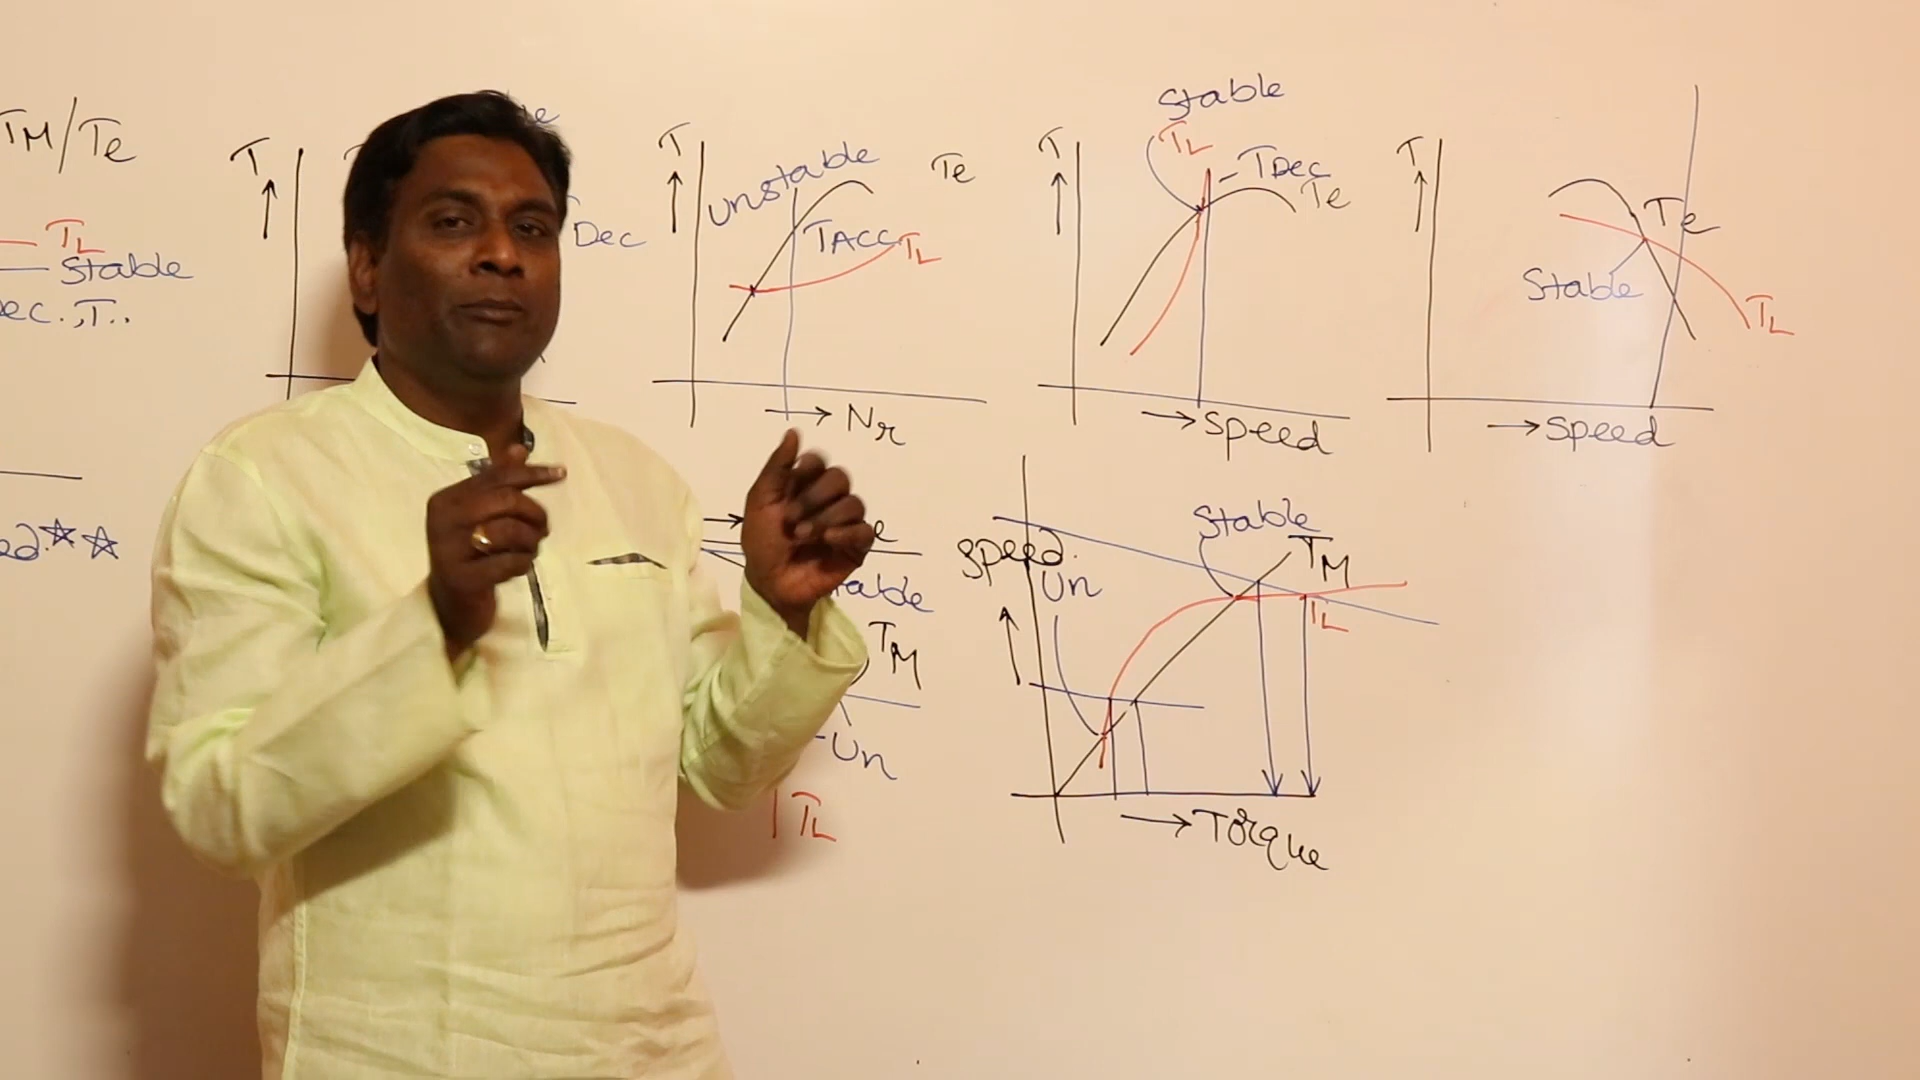 TM/Te
TL
Stable
T
Dec
T
unstable
Te
TACC
TL
Nr
Stable
T
TL
TDec
Te
Speed
T
Te
Stable
TL
Speed
TM
Un
TL
Speed
Un
Stable
TM
TL
Torque